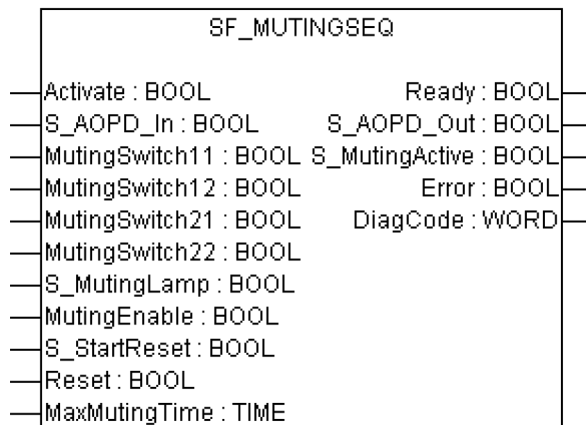 SF_MUTINGSEQ
Activate : BOOL Ready : BOOL
S_AOPD_In : BOOL S_AOPD_Out : BOOL
MutingSwitch11 : BOOL S_MutingActive : BOOL
MutingSwitch12 : BOOL Error : BOOL
MutingSwitch21 : BOOL DiagCode : WORD
MutingSwitch22 : BOOL
S_MutingLamp : BOOL
MutingEnable : BOOL
S_StartReset : BOOL
Reset : BOOL
MaxMutingTime : TIME